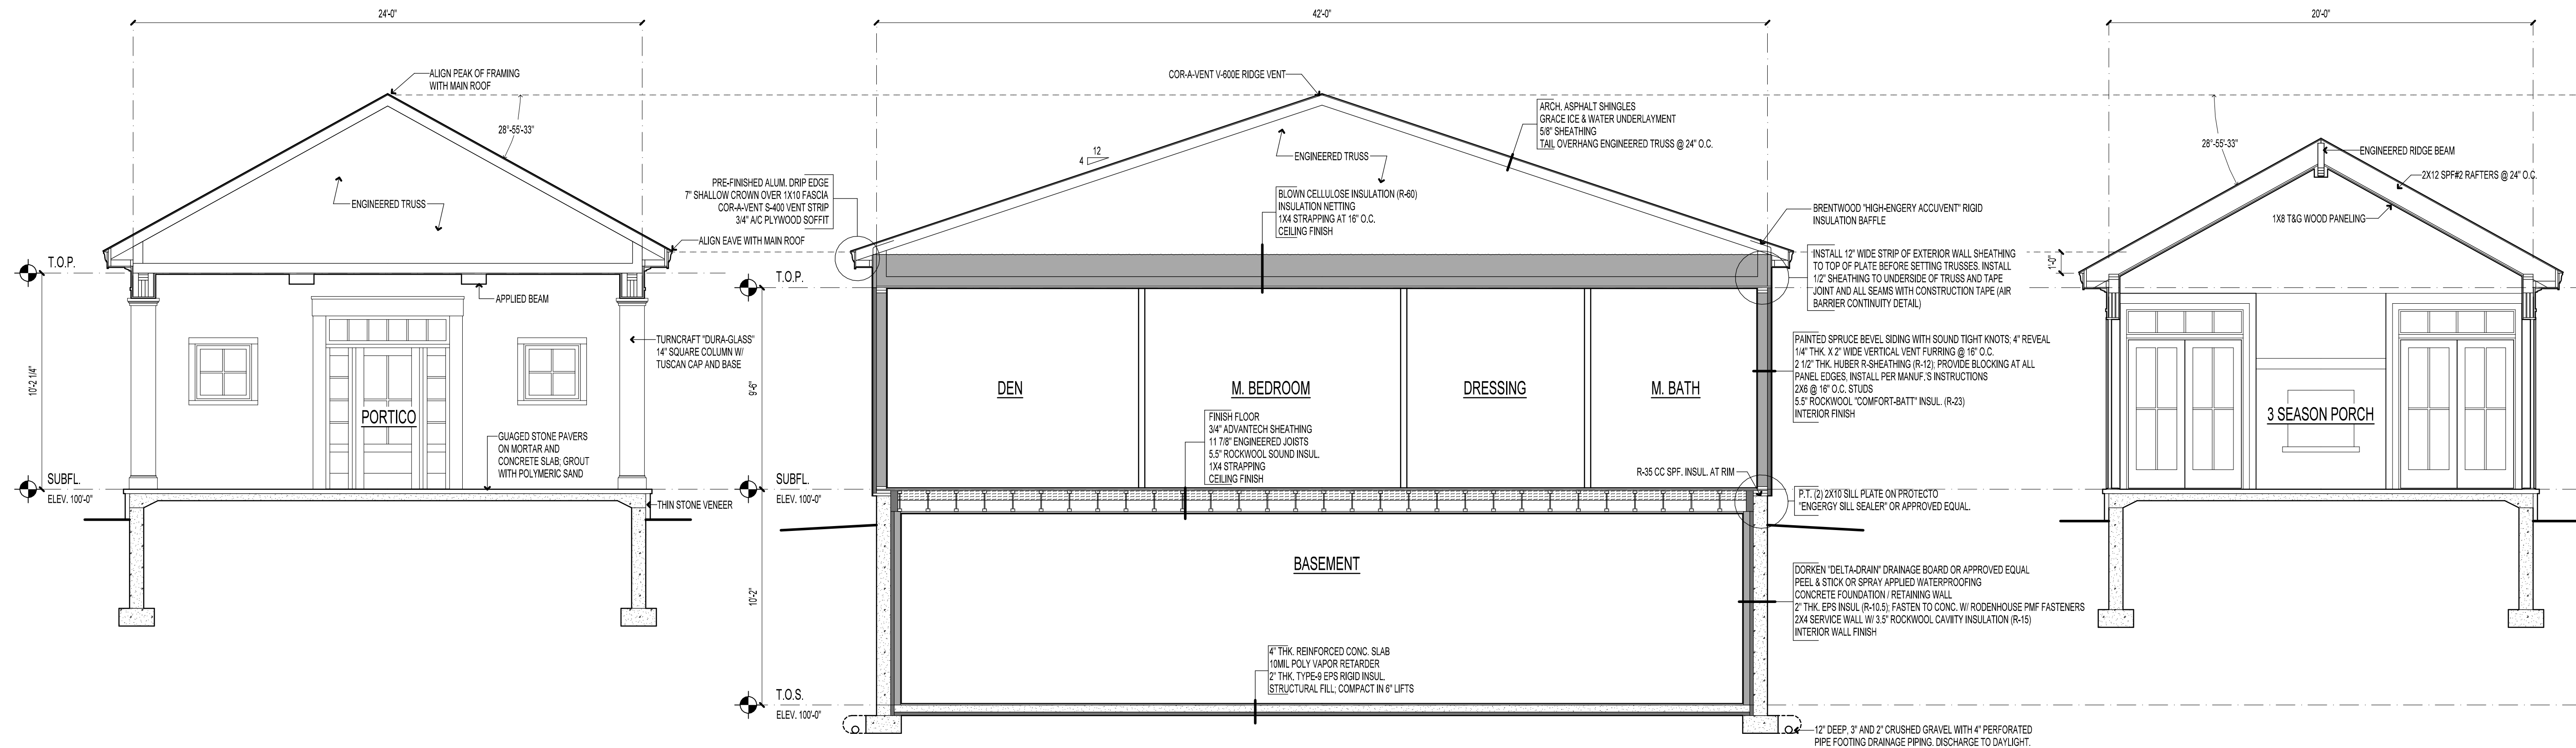 24'-0"
ALIGN PEAK OF FRAMING
WITH MAIN ROOF
28°-55'-33"
ENGINEERED TRUSS
ALIGN EAVE WITH MAIN ROOF
T.O.P.
APPLIED BEAM
TURNCRAFT "DURA-GLASS"
14" SQUARE COLUMN W/
TUSCAN CAP AND BASE
10'-2 1/4"
PORTICO
GUAGED STONE PAVERS
ON MORTAR AND
CONCRETE SLAB; GROUT
WITH POLYMERIC SAND
SUBFL.
ELEV. 100'-0"
THIN STONE VENEER
42'-0"
COR-A-VENT V-600E RIDGE VENT
ARCH. ASPHALT SHINGLES
GRACE ICE & WATER UNDERLAYMENT
5/8" SHEATHING
TAIL OVERHANG ENGINEERED TRUSS @ 24" O.C.
12
4
ENGINEERED TRUSS
PRE-FINISHED ALUM. DRIP EDGE
7" SHALLOW CROWN OVER 1X10 FASCIA
COR-A-VENT S-400 VENT STRIP
3/4" A/C PLYWOOD SOFFIT
BLOWN CELLULOSE INSULATION (R-60)
INSULATION NETTING
1X4 STRAPPING AT 16" O.C.
CEILING FINISH
BRENTWOOD "HIGH-ENGERY ACCUVENT" RIGID
INSULATION BAFFLE
INSTALL 12" WIDE STRIP OF EXTERIOR WALL SHEATHING
TO TOP OF PLATE BEFORE SETTING TRUSSES. INSTALL
1/2" SHEATHING TO UNDERSIDE OF TRUSS AND TAPE
JOINT AND ALL SEAMS WITH CONSTRUCTION TAPE (AIR
BARRIER CONTINUITY DETAIL)
T.O.P.
9'-6"
DEN
M. BEDROOM
DRESSING
M. BATH
PAINTED SPRUCE BEVEL SIDING WITH SOUND TIGHT KNOTS; 4" REVEAL
1/4" THK. X 2" WIDE VERTICAL VENT FURRING @ 16" O.C.
2 1/2" THK. HUBER R-SHEATHING (R-12); PROVIDE BLOCKING AT ALL
PANEL EDGES, INSTALL PER MANUF.'S INSTRUCTIONS
2X6 @ 16" O.C. STUDS
5.5" ROCKWOOL "COMFORT-BATT" INSUL. (R-23)
INTERIOR FINISH
FINISH FLOOR
3/4" ADVANTECH SHEATHING
11 7/8" ENGINEERED JOISTS
5.5" ROCKWOOL SOUND INSUL.
1X4 STRAPPING
CEILING FINISH
R-35 CC SPF. INSUL. AT RIM
SUBFL.
ELEV. 100'-0"
P.T. (2) 2X10 SILL PLATE ON PROTECTO
"ENGERGY SILL SEALER" OR APPROVED EQUAL.
10'-2"
BASEMENT
DORKEN "DELTA-DRAIN" DRAINAGE BOARD OR APPROVED EQUAL
PEEL & STICK OR SPRAY APPLIED WATERPROOFING
CONCRETE FOUNDATION / RETAINING WALL
2" THK. EPS INSUL (R-10.5); FASTEN TO CONC. W/ RODENHOUSE PMF FASTENERS
2X4 SERVICE WALL W/ 3.5" ROCKWOOL CAVIITY INSULATION (R-15)
INTERIOR WALL FINISH
4" THK. REINFORCED CONC. SLAB
10MIL POLY VAPOR RETARDER
2" THK. TYPE-9 EPS RIGID INSUL.
STRUCTURAL FILL; COMPACT IN 6" LIFTS
T.O.S.
ELEV. 100'-0"
12" DEEP, 3" AND 2" CRUSHED GRAVEL WITH 4" PERFORATED
PIPE FOOTING DRAINAGE PIPING. DISCHARGE TO DAYLIGHT.
20'-0"
28°-55'-33"
ENGINEERED RIDGE BEAM
2X12 SPF#2 RAFTERS @ 24" O.C.
1X8 T&G WOOD PANELING
1'-0"
3 SEASON PORCH